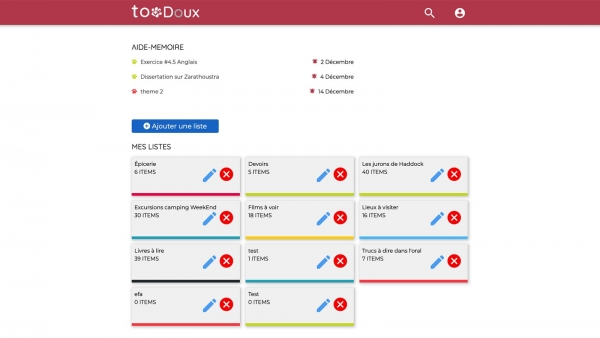 to Doux
AIDE-MEMOIRE
Exercice #4.5 Anglais 2 Décembre
Dissertation sur Zarathoustra 4 Décembre
theme 2 14 Décembre
Ajouter une liste
MES LISTES
Épicerie
6 ITEMS
Devoirs
5 ITEMS
Les jurons de Haddock
40 ITEMS
Excursions camping WeekEnd
30 ITEMS
Films à voir
18 ITEMS
Lieux à visiter
16 ITEMS
Livres à lire
39 ITEMS
test
1 ITEMS
Trucs à dire dans l'oral
7 ITEMS
efa
0 ITEMS
Test
0 ITEMS